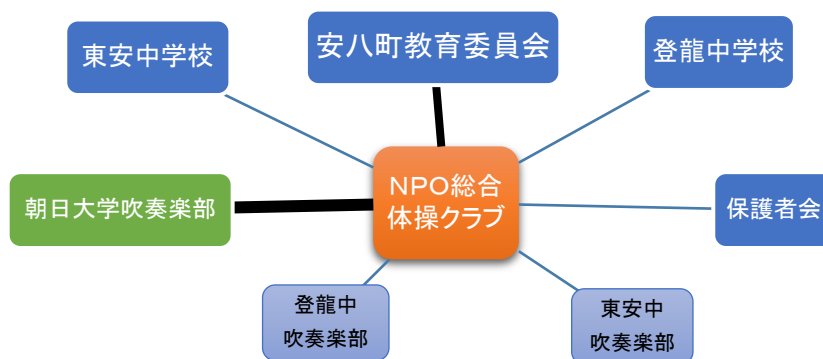 安八町教育委員会
東安中学校
登龍中学校
NPO総合
体操クラブ
朝日大学吹奏楽部
保護者会
登龍中
吹奏楽部
東安中
吹奏楽部